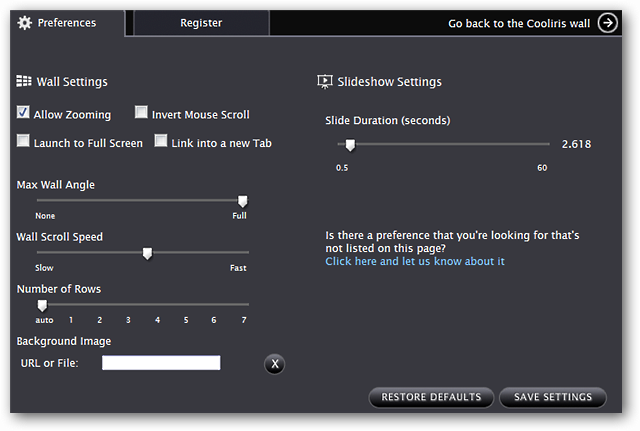 Preferences
Register
Go back to the Cooliris wall
Wall Settings
Allow Zooming
Invert Mouse Scroll
Launch to Full Screen
Link into a new Tab
Max Wall Angle
None Full
Wall Scroll Speed
Slow Fast
Number of Rows
auto 1 2 3 4 5 6 7
Background Image
URL or File:
X
Slideshow Settings
Slide Duration (seconds)
2.618
0.5 60
Is there a preference that you're looking for that's
not listed on this page?
Click here and let us know about it
RESTORE DEFAULTS
SAVE SETTINGS